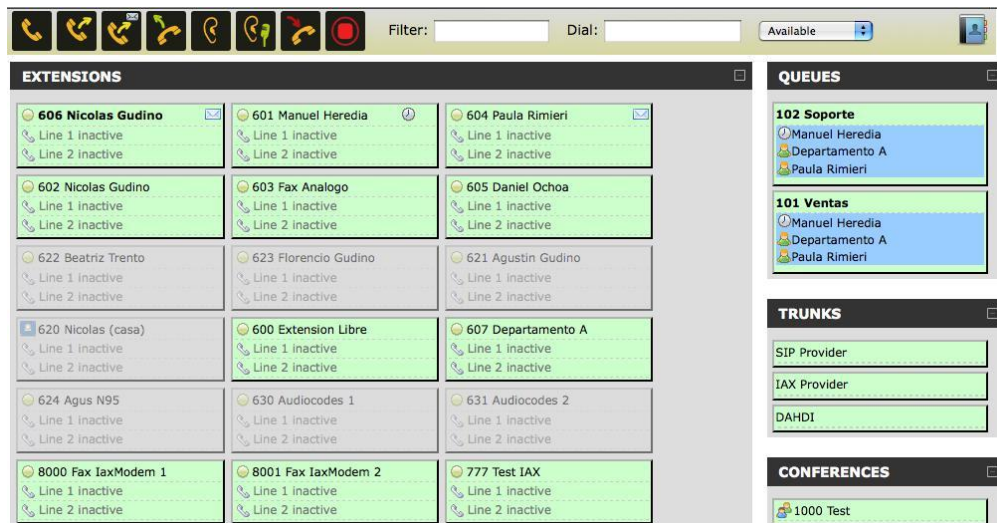 Filter:
Dial:
Available
EXTENSIONS
606 Nicolas Gudino
Line 1 inactive
Line 2 inactive
601 Manuel Heredia
Line 1 inactive
Line 2 inactive
604 Paula Rimieri
Line 1 inactive
Line 2 inactive
602 Nicolas Gudino
Line 1 inactive
Line 2 inactive
603 Fax Analogo
Line 1 inactive
Line 2 inactive
605 Daniel Ochoa
Line 1 inactive
Line 2 inactive
622 Beatriz Trento
Line 1 inactive
Line 2 inactive
623 Florencio Gudino
Line 1 inactive
Line 2 inactive
621 Agustin Gudino
Line 1 inactive
Line 2 inactive
620 Nicolas (casa)
Line 1 inactive
Line 2 inactive
600 Extension Libre
Line 1 inactive
Line 2 inactive
607 Departamento A
Line 1 inactive
Line 2 inactive
624 Agus N95
Line 1 inactive
Line 2 inactive
630 Audiocodes 1
Line 1 inactive
Line 2 inactive
631 Audiocodes 2
Line 1 inactive
Line 2 inactive
8000 Fax IaxModem 1
Line 1 inactive
Line 2 inactive
8001 Fax IaxModem 2
Line 1 inactive
Line 2 inactive
777 Test IAX
Line 1 inactive
Line 2 inactive
QUEUES
102 Soporte
Manuel Heredia
Departamento A
Paula Rimieri
101 Ventas
Manuel Heredia
Departamento A
Paula Rimieri
TRUNKS
SIP Provider
IAX Provider
DAHDI
CONFERENCES
1000 Test